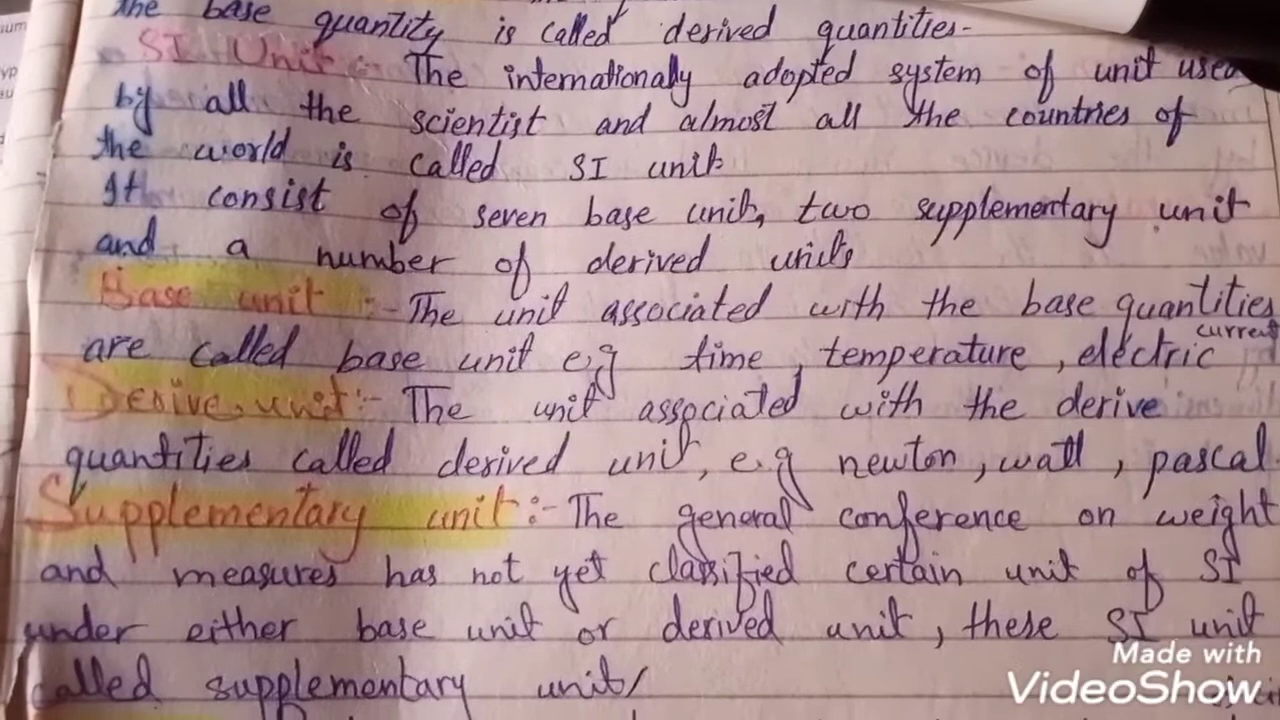 the base quantity is called derived quantities-
SI Unit :- The internationally adopted system of unit used
by all the scientist and almost all the countries of
the world is called SI unit
It consist of seven base unit, two supplementary unit
and a number of derived units
Base unit :- The unit associated with the base quantities
are called base unit e.g time, temperature, electric current
Derive unit:- The unit associated with the derive
quantities called derived unit, e.g newton, watt, pascal.
Supplementary unit:- The general conference on weight
and measures has not yet classified certain unit of SI
under either base unit or derived unit, these SI unit
called supplementary unit/
Made with
VideoShow